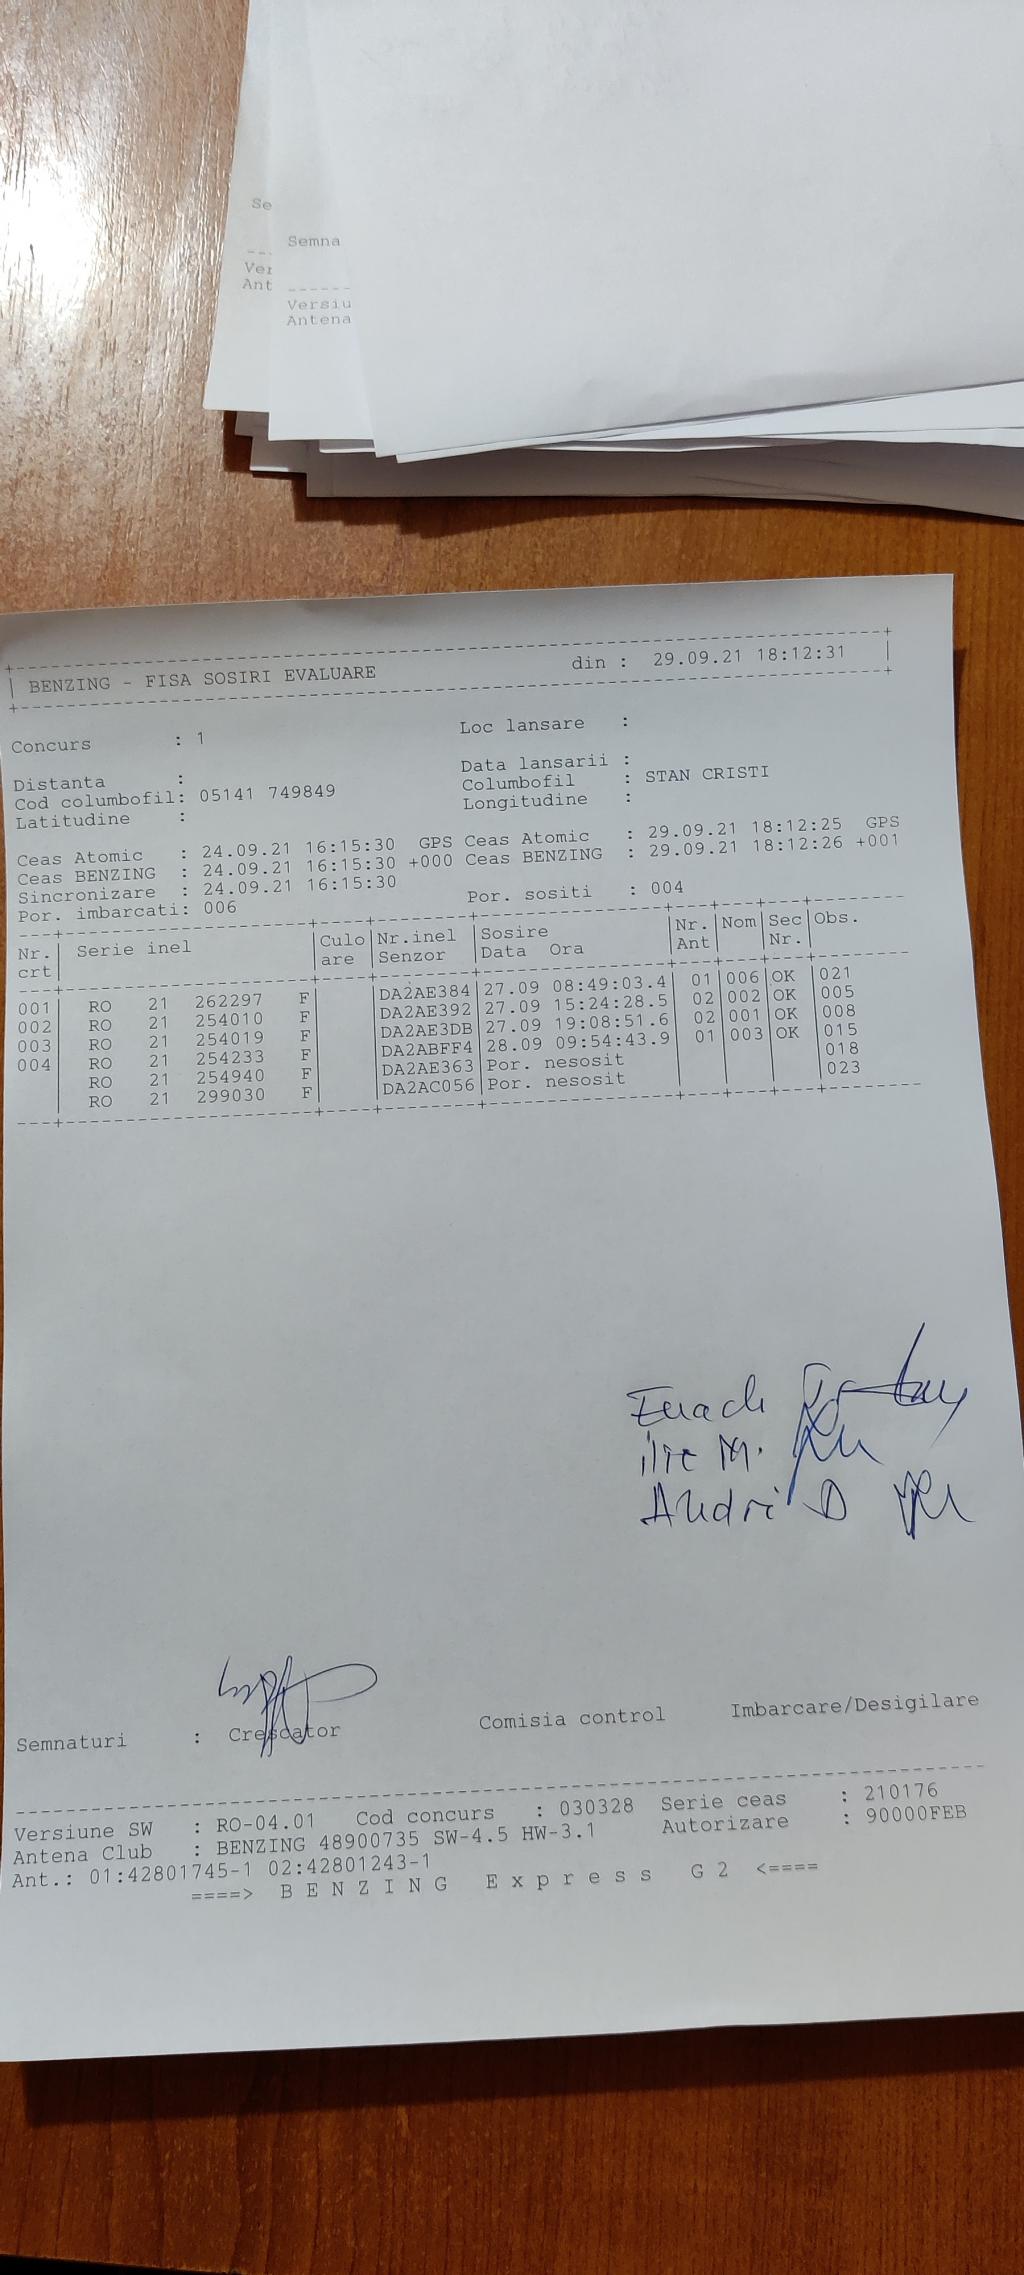 Se
Semna
Ver
Ant
Versiu
Antena
BENZING - FISA SOSIRI EVALUARE din : 29.09.21 18:12:31
Concurs : 1 Loc lansare :
Distanta : Data lansarii :
Cod columbofil: 05141 749849 Columbofil : STAN CRISTI
Latitudine : Longitudine :
Ceas Atomic : 24.09.21 16:15:30 GPS Ceas Atomic : 29.09.21 18:12:25 GPS
Ceas BENZING : 24.09.21 16:15:30 +000 Ceas BENZING : 29.09.21 18:12:26 +001
Sincronizare : 24.09.21 16:15:30
Por. imbarcati: 006 Por. sositi : 004
Nr. Serie inel Culo Nr.inel Sosire Nr. Nom Sec Obs.
crt are Senzor Data Ora Ant Nr.
001 RO 21 262297 F DA2AE384 27.09 08:49:03.4 01 006 OK 021
002 RO 21 254010 F DA2AE392 27.09 15:24:28.5 02 002 OK 005
003 RO 21 254019 F DA2AE3DB 27.09 19:08:51.6 02 001 OK 008
004 RO 21 254233 F DA2ABFF4 28.09 09:54:43.9 01 003 OK 015
RO 21 254940 F DA2AE363 Por. nesosit 018
RO 21 299030 F DA2AC056 Por. nesosit 023
Enach
ilie M.
Andri D
Semnaturi : Crescator Comisia control Imbarcare/Desigilare
Versiune SW : RO-04.01 Cod concurs : 030328 Serie ceas : 210176
Antena Club : BENZING 48900735 SW-4.5 HW-3.1 Autorizare : 90000FEB
Ant.: 01:42801745-1 02:42801243-1
====> B E N Z I N G E x p r e s s G 2 <====